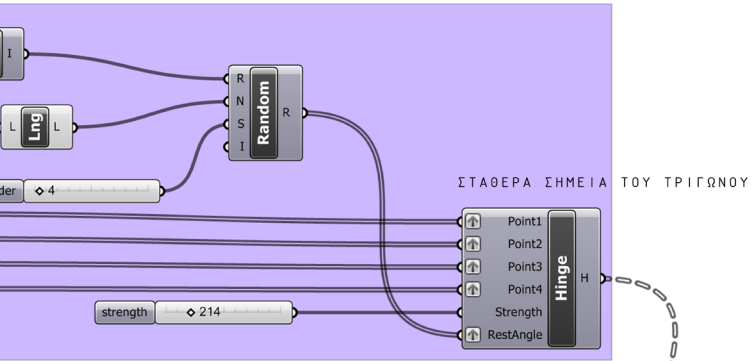 I
R
N
S
I
Random
R
L
Lng
L
der
4
ΣΤΑΘΕΡΑ ΣΗΜΕΙΑ ΤΟΥ ΤΡΙΓΩΝΟΥ
Point1
Point2
Point3
Point4
Strength
RestAngle
Hinge
H
strength
214